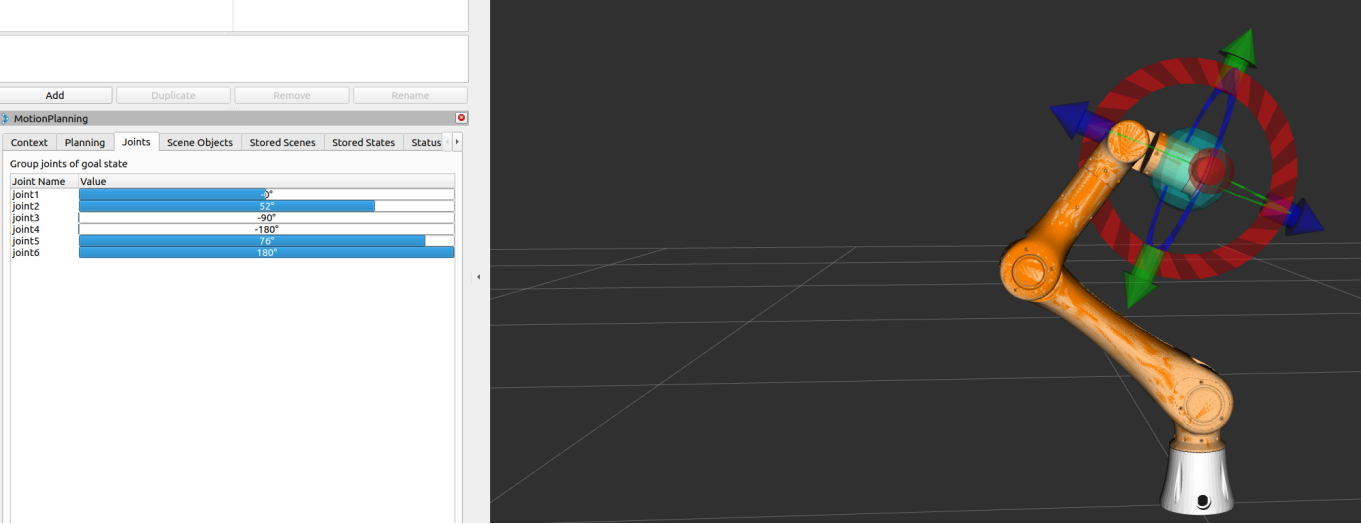 Add Duplicate Remove Rename
MotionPlanning
Context Planning Joints Scene Objects Stored Scenes Stored States Status
Group joints of goal state
Joint Name Value
joint1 -0°
joint2 52°
joint3 -90°
joint4 -180°
joint5 76°
joint6 180°